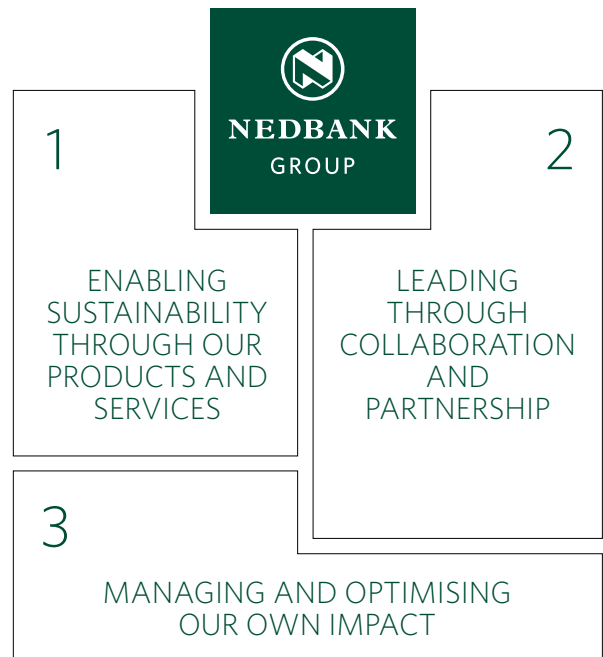 NEDBANK
GROUP
1
ENABLING
SUSTAINABILITY
THROUGH OUR
PRODUCTS AND
SERVICES
2
LEADING
THROUGH
COLLABORATION
AND
PARTNERSHIP
3
MANAGING AND OPTIMISING
OUR OWN IMPACT